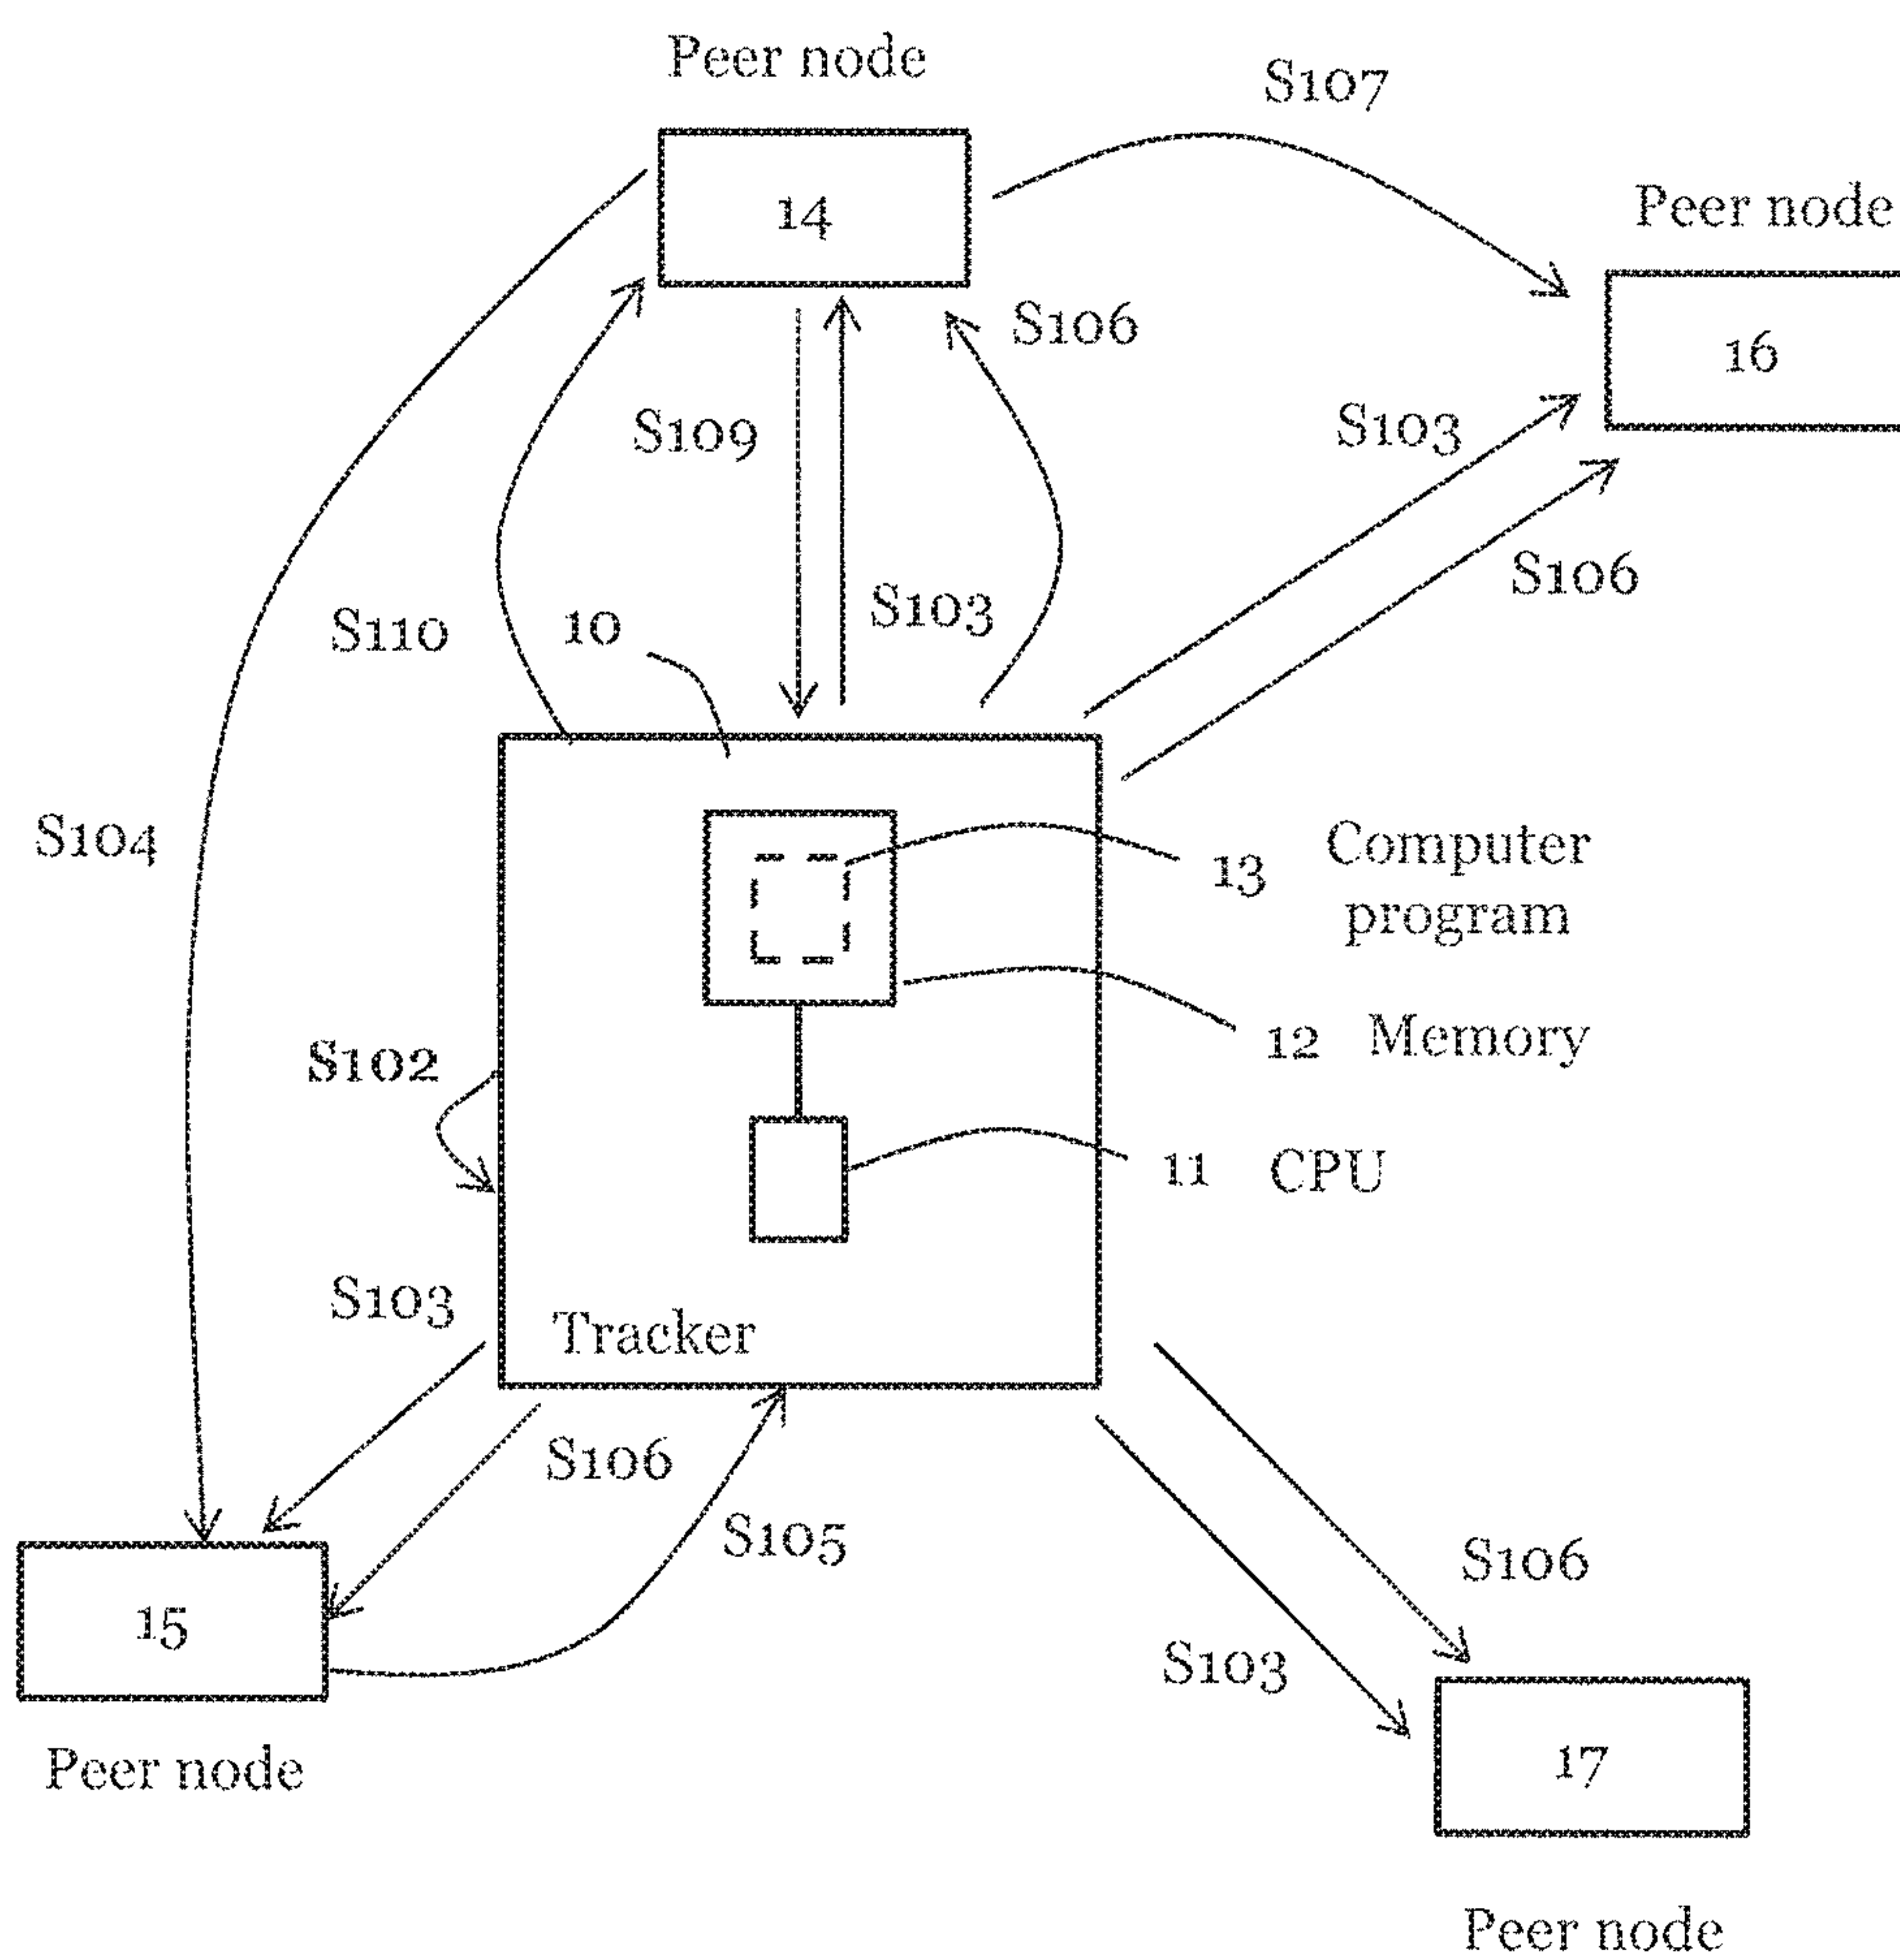 Peer node
S107
14
Peer node
S106
16
S109
S103
S106
S110
10
S103
S104
13 Computer
program
12 Memory
S102
11 CPU
S103
Tracker
S106
S105
S106
15
S103
17
Peer node
Peer node